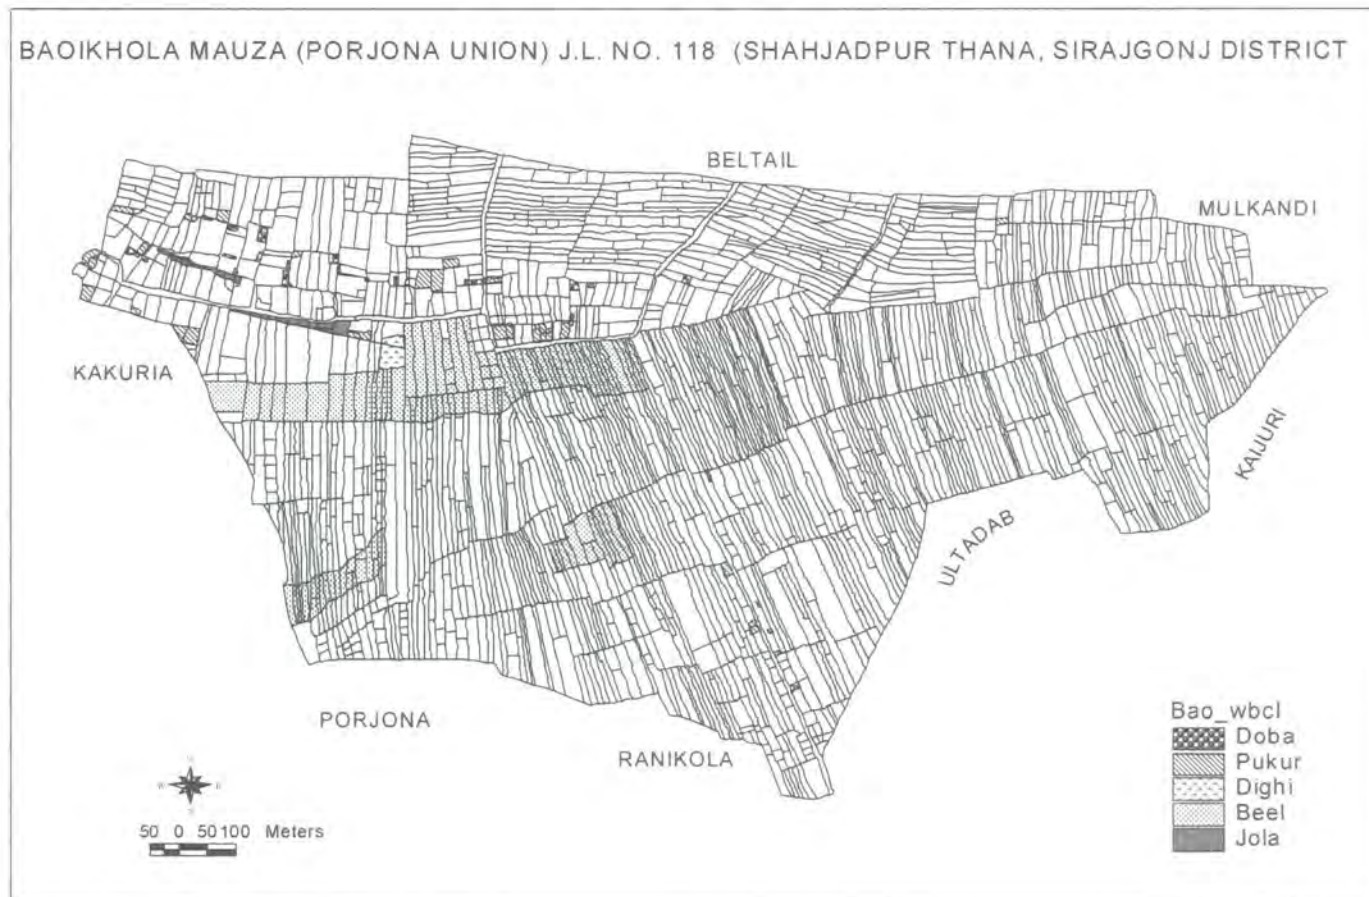 BAOIKHOLA MAUZA (PORJONA UNION) J.L. NO. 118 (SHAHJADPUR THANA, SIRAJGONJ DISTRICT
BELTAIL
MULKANDI
KAKURIA
KAIJURI
ULTADAB
PORJONA
RANIKOLA
50 0 50 100 Meters
Bao_wbcl
Doba
Pukur
Dighi
Beel
Jola